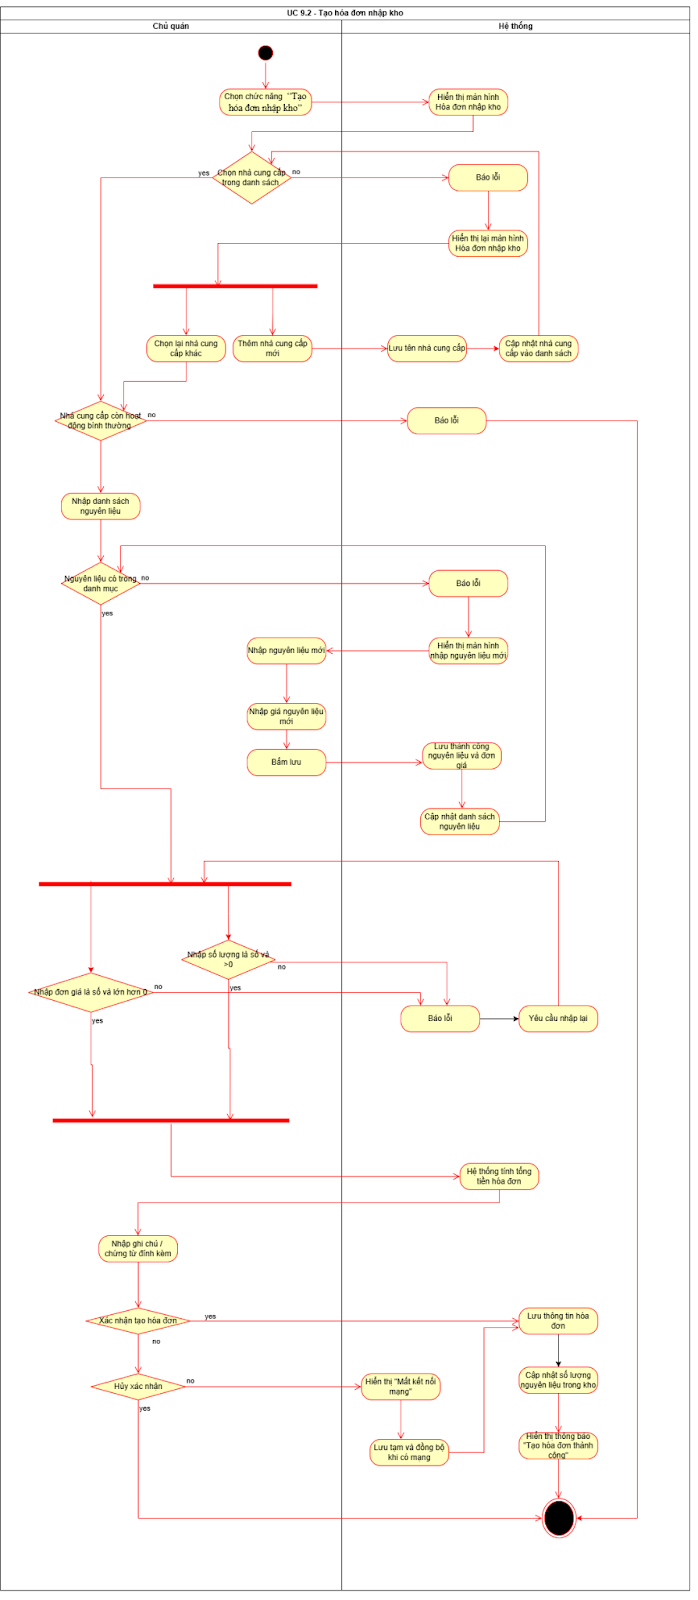 UC 9.2 - Tạo hóa đơn nhập kho
Chủ quán
Hệ thống
Chọn chức năng "Tạo
hóa đơn nhập kho"
Hiển thị màn hình
Hóa đơn nhập kho
Chọn nhà cung cấp
trong danh sách
yes
no
Báo lỗi
Hiển thị lại màn hình
Hóa đơn nhập kho
Chọn lại nhà cung
cấp khác
Thêm nhà cung cấp
mới
Lưu tên nhà cung cấp
Cập nhật nhà cung
cấp vào danh sách
Nhà cung cấp còn hoạt
động bình thường
no
Báo lỗi
Nhập danh sách
nguyên liệu
Nguyên liệu có trong
danh mục
no
yes
Báo lỗi
Hiển thị màn hình
nhập nguyên liệu mới
Nhập nguyên liệu mới
Nhập giá nguyên liệu
mới
Bấm lưu
Lưu thành công
nguyên liệu và đơn
giá
Cập nhật danh sách
nguyên liệu
Nhập số lượng là số và
>0
no
yes
Nhập đơn giá là số và lớn hơn 0
no
yes
Báo lỗi
Yêu cầu nhập lại
Hệ thống tính tổng
tiền hóa đơn
Nhập ghi chú /
chứng từ đính kèm
Xác nhận tạo hóa đơn
yes
no
Lưu thông tin hóa
đơn
Hủy xác nhận
no
yes
Hiển thị "Mất kết nối
mạng"
Cập nhật số lượng
nguyên liệu trong kho
Lưu tạm và đồng bộ
khi có mạng
Hiển thị thông báo
"Tạo hóa đơn thành
công"